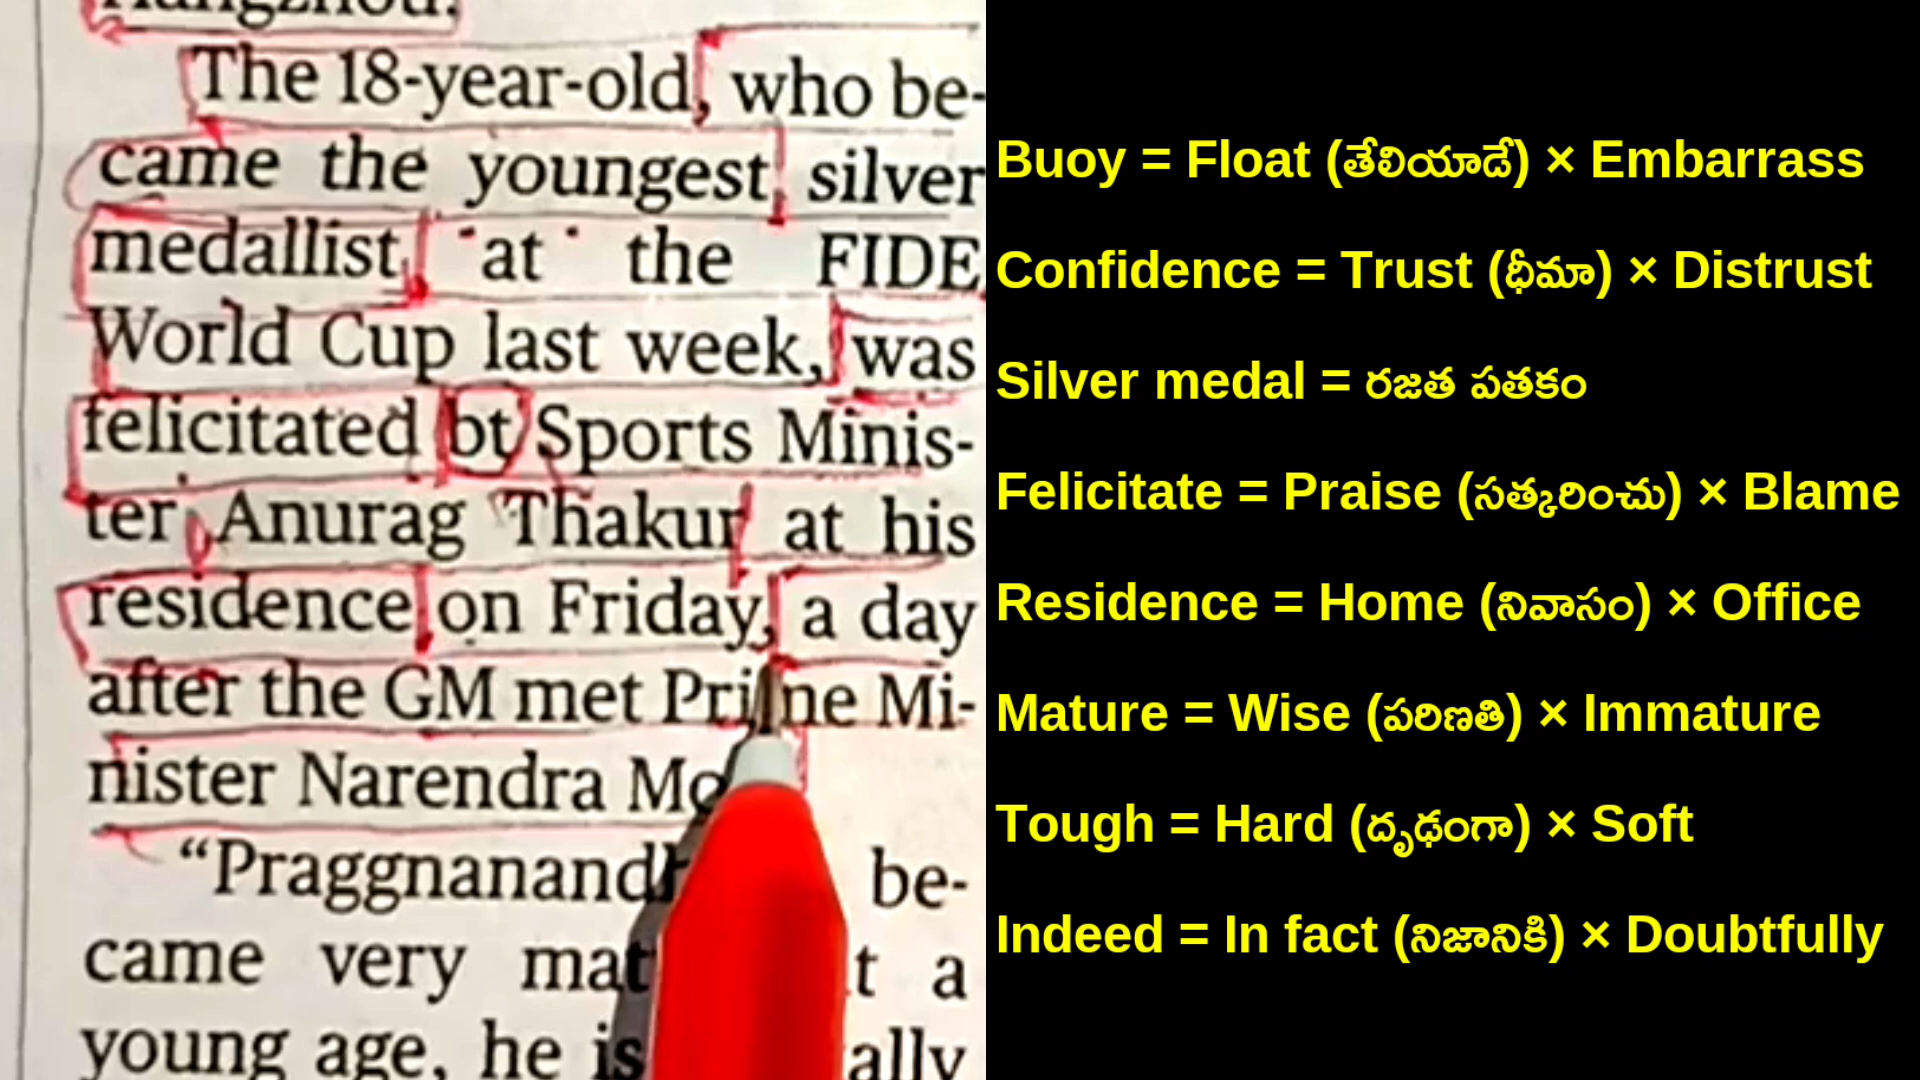 Hangzhou.
The 18-year-old, who be-
came the youngest silver
medallist at the FIDE
World Cup last week, was
felicitated bt Sports Minis-
ter Anurag Thakur at his
residence on Friday, a day
after the GM met Prime Mi-
nister Narendra
be-
came very a
young age, he is
Buoy = Float (తేలియాడే) × Embarrass
Confidence = Trust (ధీమా) × Distrust
Silver medal = రజత పతకం
Felicitate = Praise (సత్కరించు) × Blame
Residence = Home (నివాసం) × Office
Mature = Wise (పరిణతి) × Immature
Tough = Hard (దృఢంగా) × Soft
Indeed = In fact (నిజానికి) × Doubtfully